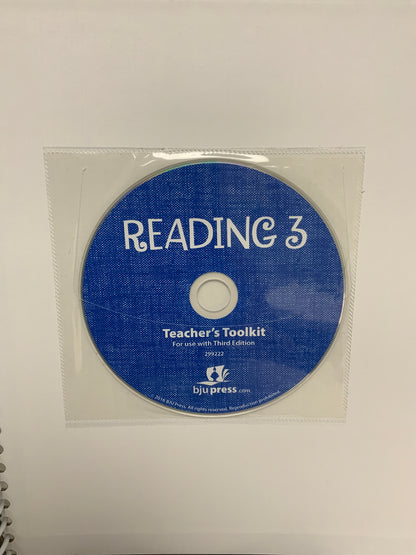 READING 3
Teacher's Toolkit
For use with Third Edition
299222
bju press.com
© 2016 BJU Press. All rights reserved. Reproduction prohibited.